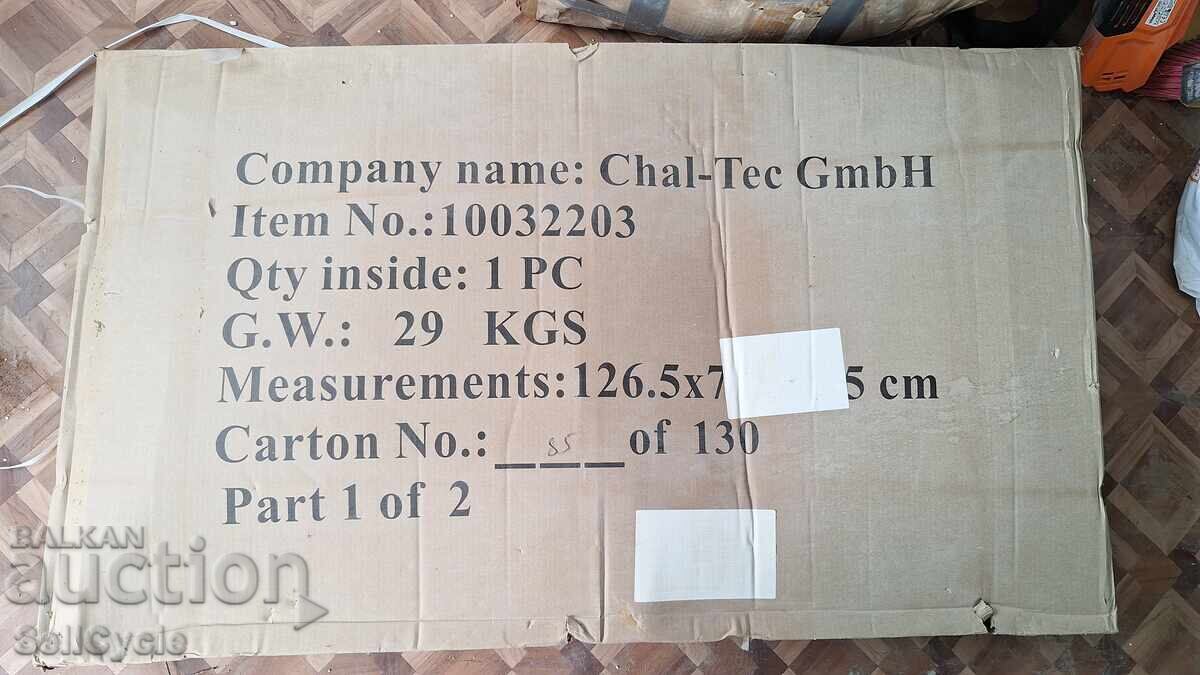 Company name: Chal-Tec GmbH
Item No.:10032203
Qty inside: 1 PC
G.W.: 29 KGS
Measurements:126.5x7 5 cm
Carton No.: 85 of 130
Part 1 of 2
BALKAN
auction
SallCycle